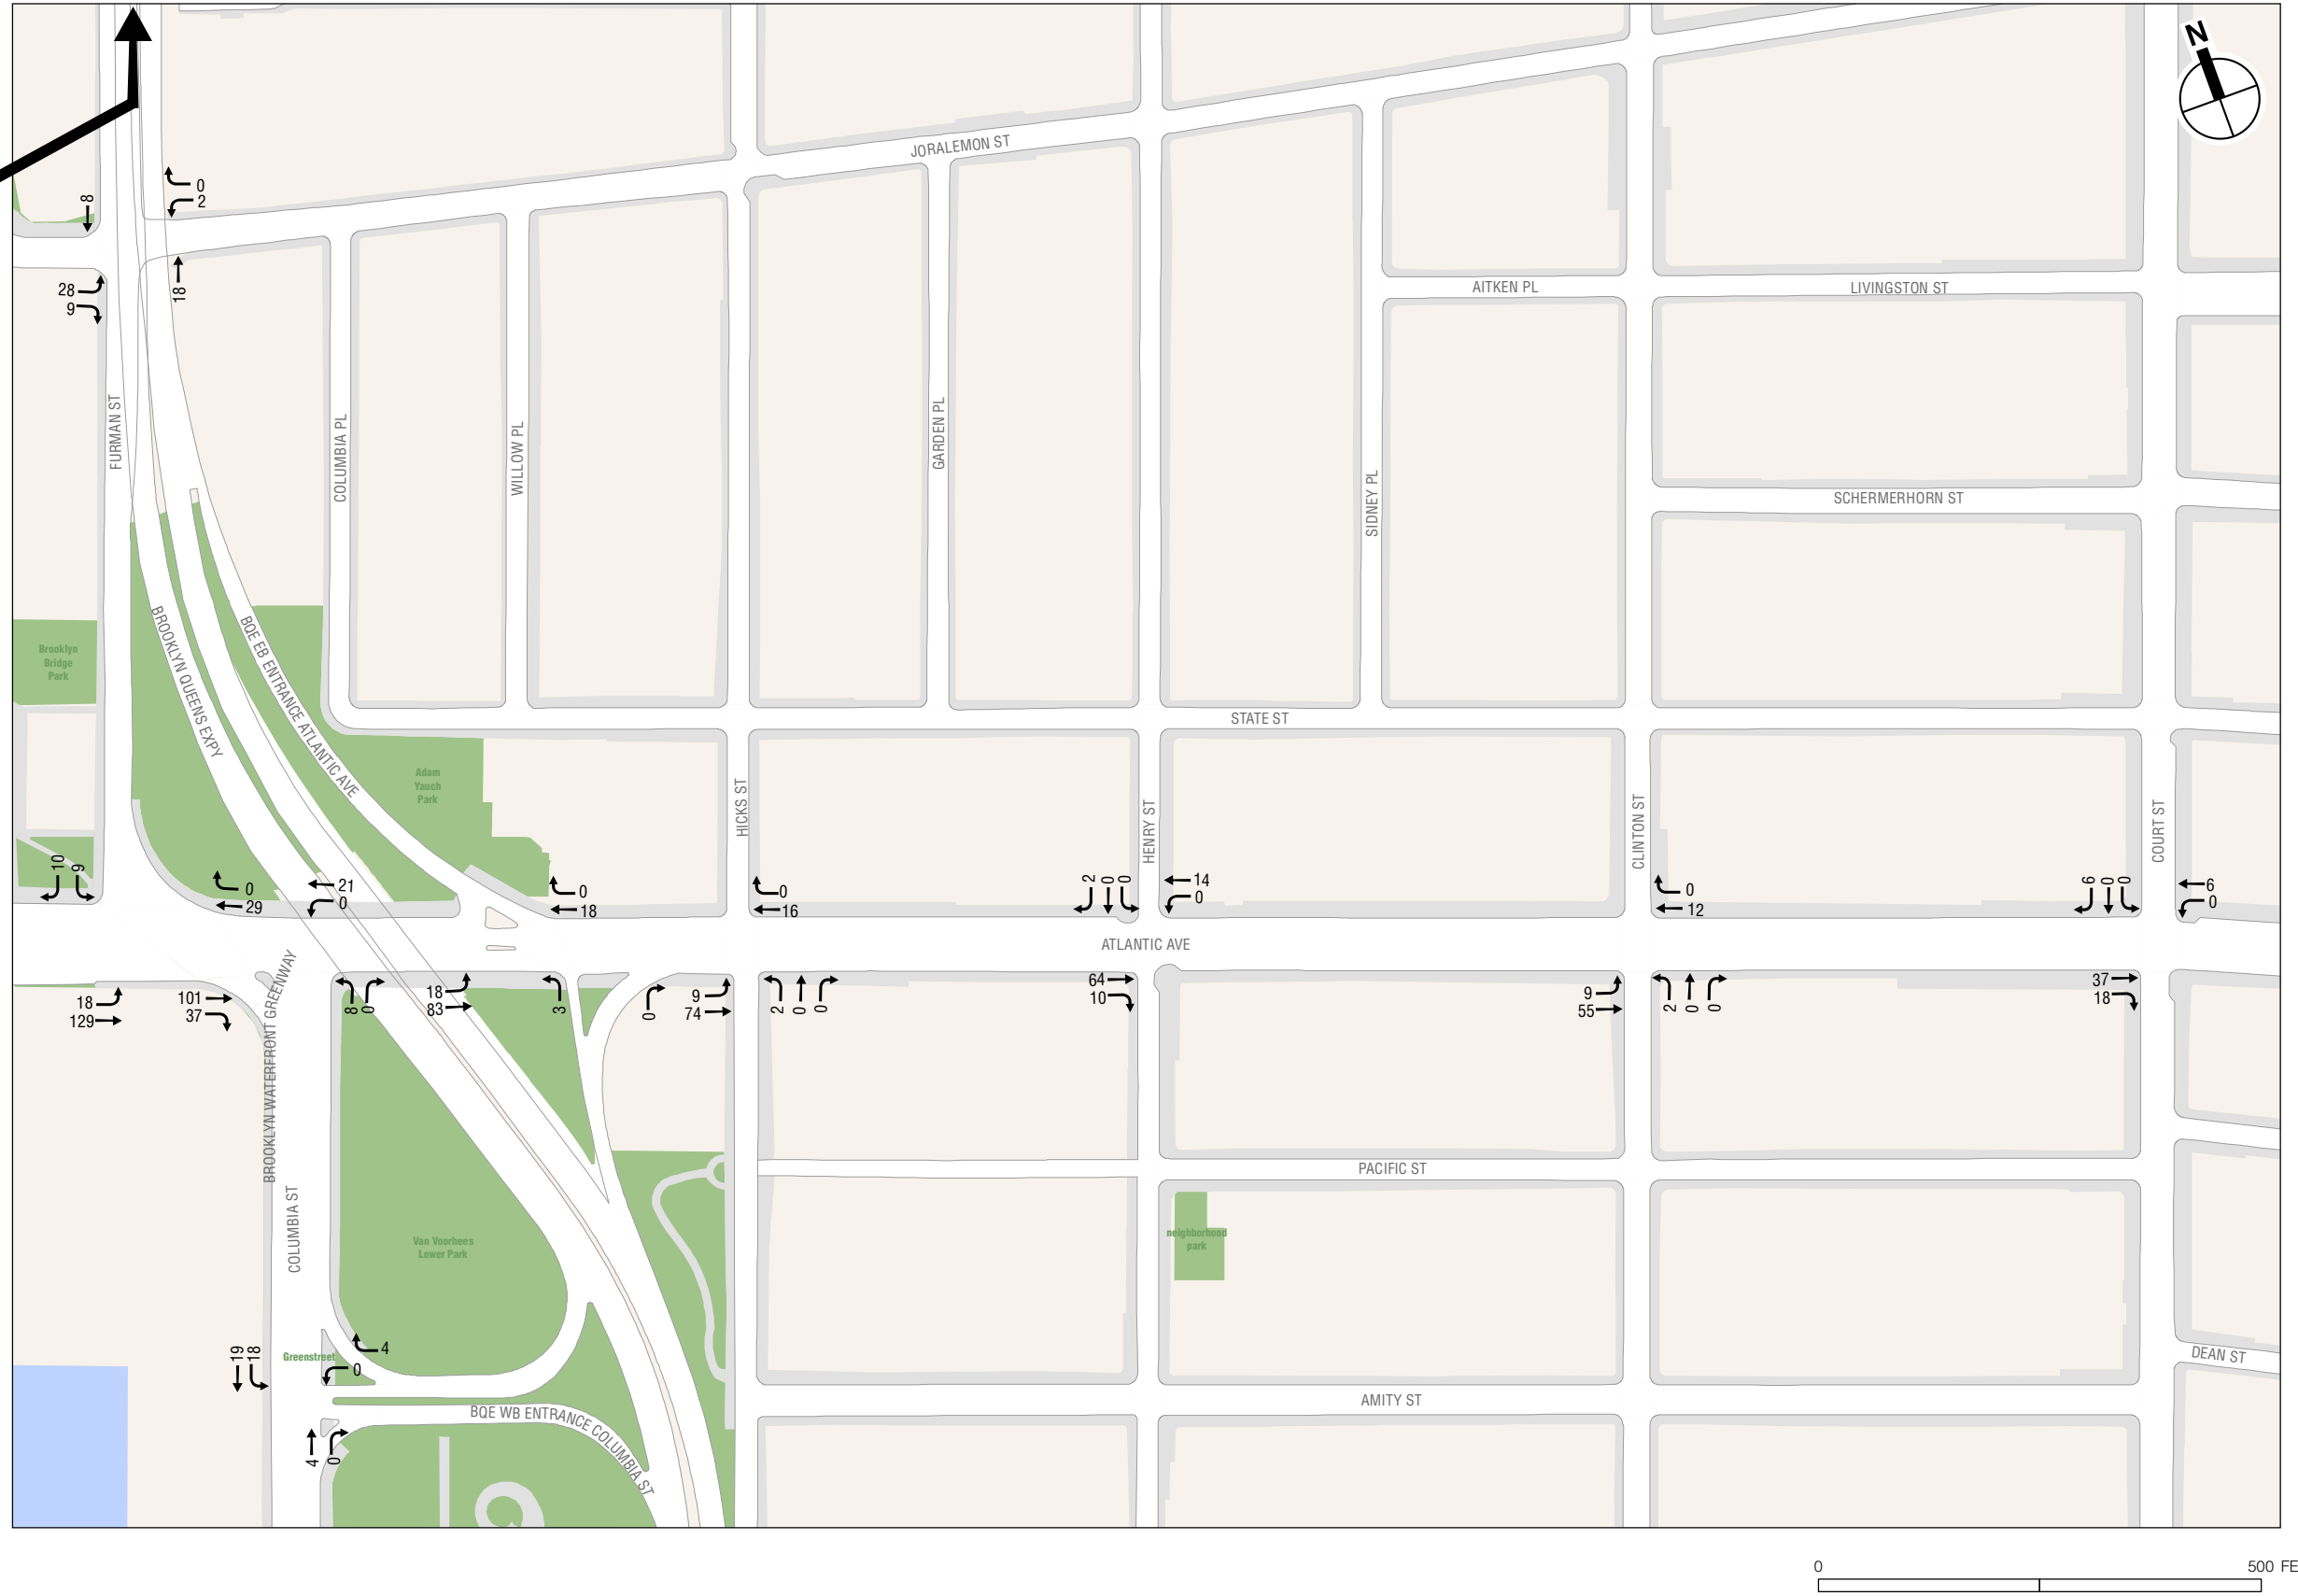 N
JORALEMON ST
0
2
8
28
9
18
AITKEN PL
LIVINGSTON ST
FURMAN ST
COLUMBIA PL
WILLOW PL
GARDEN PL
SIDNEY PL
SCHERMERHORN ST
Brooklyn
Bridge
Park
BROOKLYN QUEENS EXPY
BQE EB ENTRANCE ATLANTIC AVE
STATE ST
Adam
Yauch
Park
HICKS ST
HENRY ST
CLINTON ST
COURT ST
10
9
0
29
21
0
0
18
0
16
2
0
0
14
0
0
12
6
0
0
6
0
ATLANTIC AVE
18
129
101
37
8
0
18
83
3
0
9
74
2
0
0
64
10
9
55
2
0
0
37
18
BROOKLYN WATERFRONT GREENWAY
COLUMBIA ST
PACIFIC ST
Van Voorhees
Lower Park
neighborhood
park
Greenstreet
19
18
4
0
DEAN ST
BQE WB ENTRANCE COLUMBIA ST
AMITY ST
4
0
0
500 FE